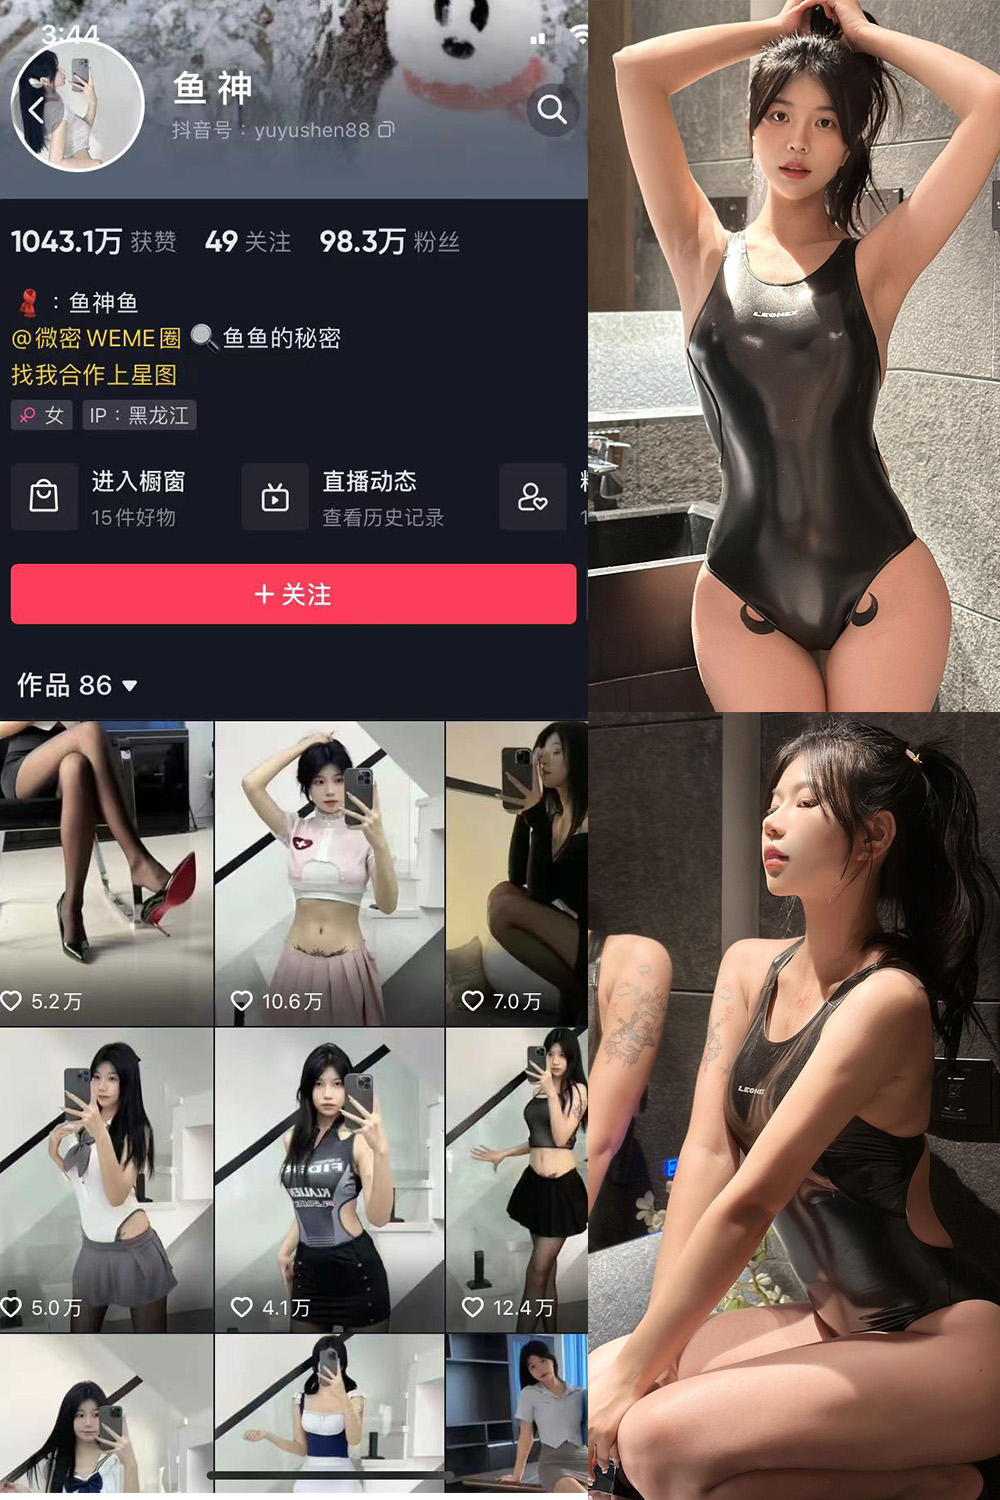 3:44
鱼 神
抖音号：yuyushen88
1043.1万 获赞 49 关注 98.3万 粉丝
：鱼神鱼
@微密 WEME圈 鱼鱼的秘密
找我合作上星图
女 IP：黑龙江
进入橱窗
15件好物
直播动态
查看历史记录
+ 关注
作品 86
5.2万
10.6万
7.0万
5.0万
4.1万
12.4万
LEOHEX